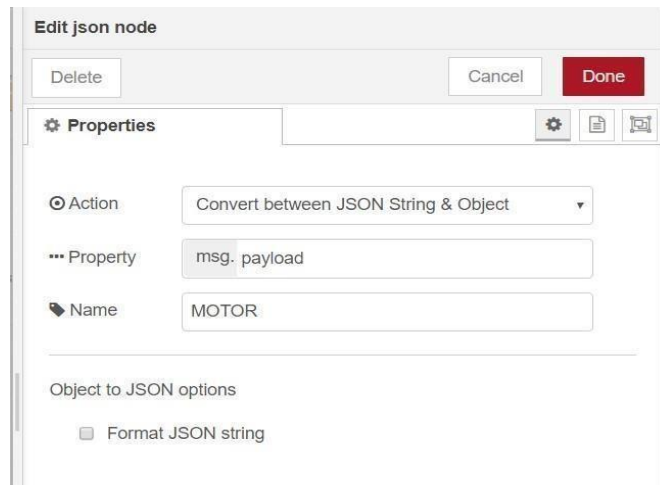 Edit json node
Delete Cancel Done
Properties
Action Convert between JSON String & Object
Property msg. payload
Name MOTOR
Object to JSON options
Format JSON string